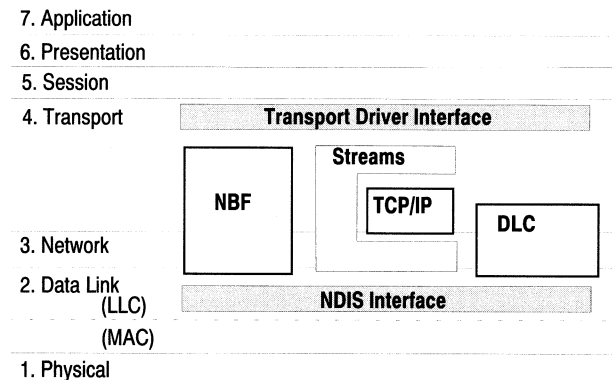 7. Application
6. Presentation
5. Session
4. Transport
Transport Driver Interface
Streams
NBF
TCP/IP
DLC
3. Network
2. Data Link
(LLC)
NDIS Interface
(MAC)
1. Physical